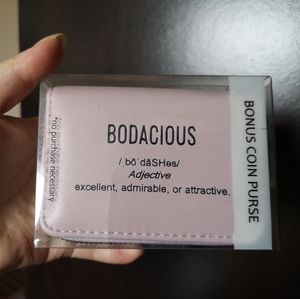 BODACIOUS
/ˌbōˈdāSHəs/
Adjective
excellent, admirable, or attractive.
BONUS COIN PURSE
*no purchase necessary